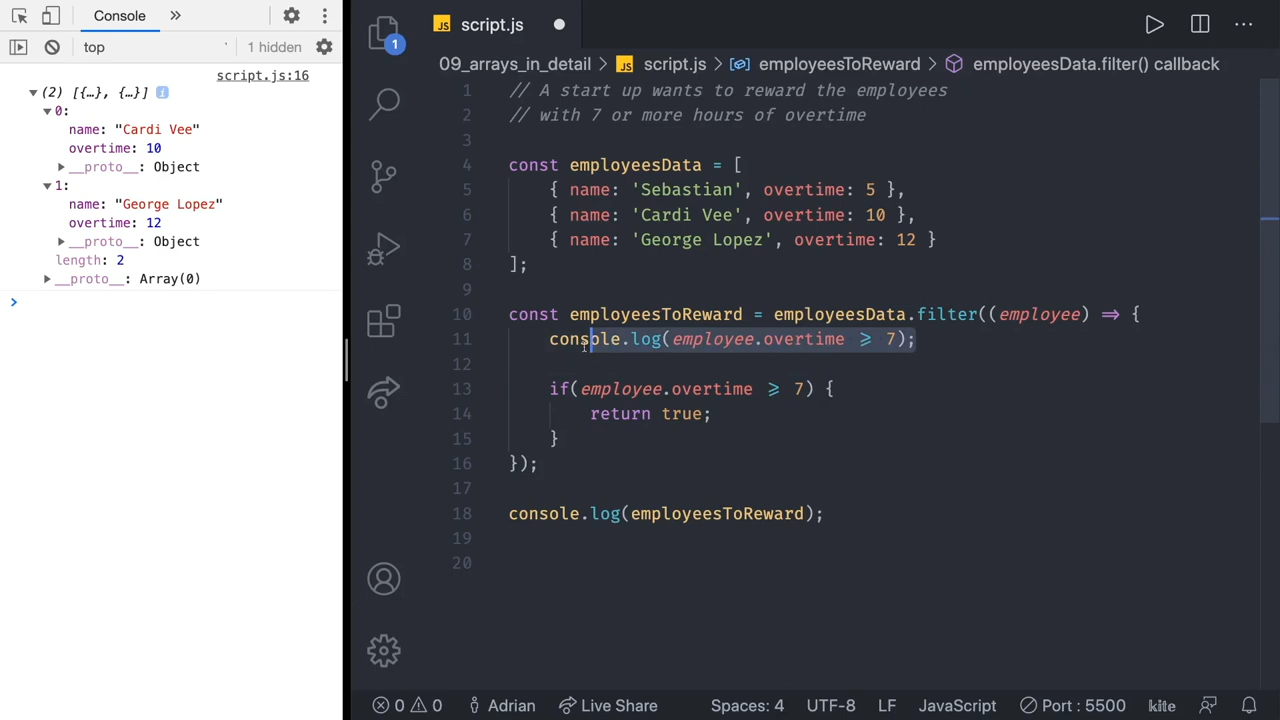 Console »
top 1 hidden
script.js:16
(2) [{…}, {…}] i
0:
name: "Cardi Vee"
overtime: 10
__proto__: Object
1:
name: "George Lopez"
overtime: 12
__proto__: Object
length: 2
__proto__: Array(0)
>
1
JS script.js
09_arrays_in_detail > JS script.js > employeesToReward > employeesData.filter() callback
1 // A start up wants to reward the employees
2 // with 7 or more hours of overtime
3
4 const employeesData = [
5 { name: 'Sebastian', overtime: 5 },
6 { name: 'Cardi Vee', overtime: 10 },
7 { name: 'George Lopez', overtime: 12 }
8 ];
9
10 const employeesToReward = employeesData.filter((employee) => {
11 console.log(employee.overtime >= 7);
12
13 if(employee.overtime >= 7) {
14 return true;
15 }
16 });
17
18 console.log(employeesToReward);
19
20
0 0 Adrian Live Share Spaces: 4 UTF-8 LF JavaScript Port : 5500 kite